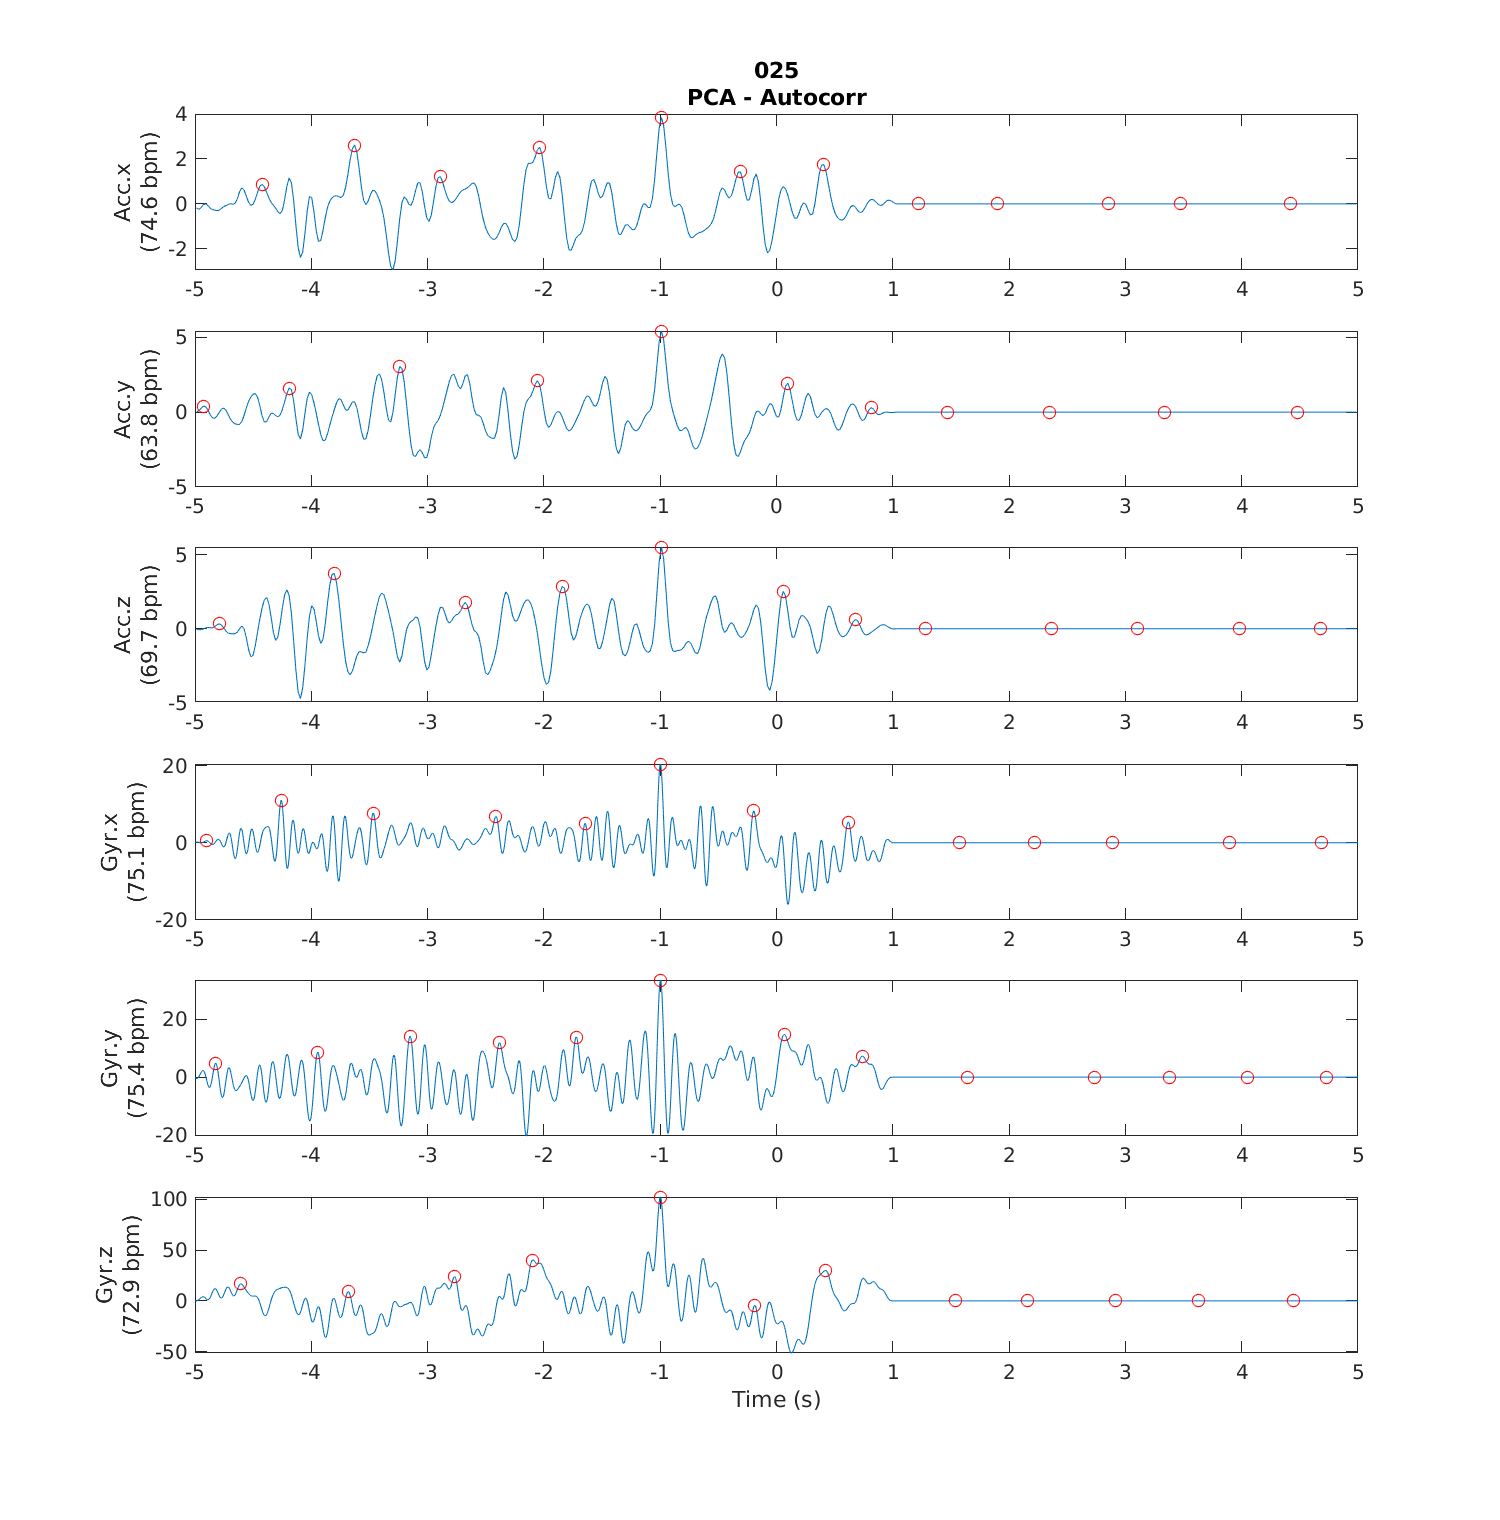 025
PCA - Autocorr
Acc.x
(74.6 bpm)
4
2
0
-2
-5 -4 -3 -2 -1 0 1 2 3 4 5
Acc.y
(63.8 bpm)
5
0
-5
-5 -4 -3 -2 -1 0 1 2 3 4 5
Acc.z
(69.7 bpm)
5
0
-5
-5 -4 -3 -2 -1 0 1 2 3 4 5
Gyr.x
(75.1 bpm)
20
0
-20
-5 -4 -3 -2 -1 0 1 2 3 4 5
Gyr.y
(75.4 bpm)
20
0
-20
-5 -4 -3 -2 -1 0 1 2 3 4 5
Gyr.z
(72.9 bpm)
100
50
0
-50
-5 -4 -3 -2 -1 0 1 2 3 4 5
Time (s)